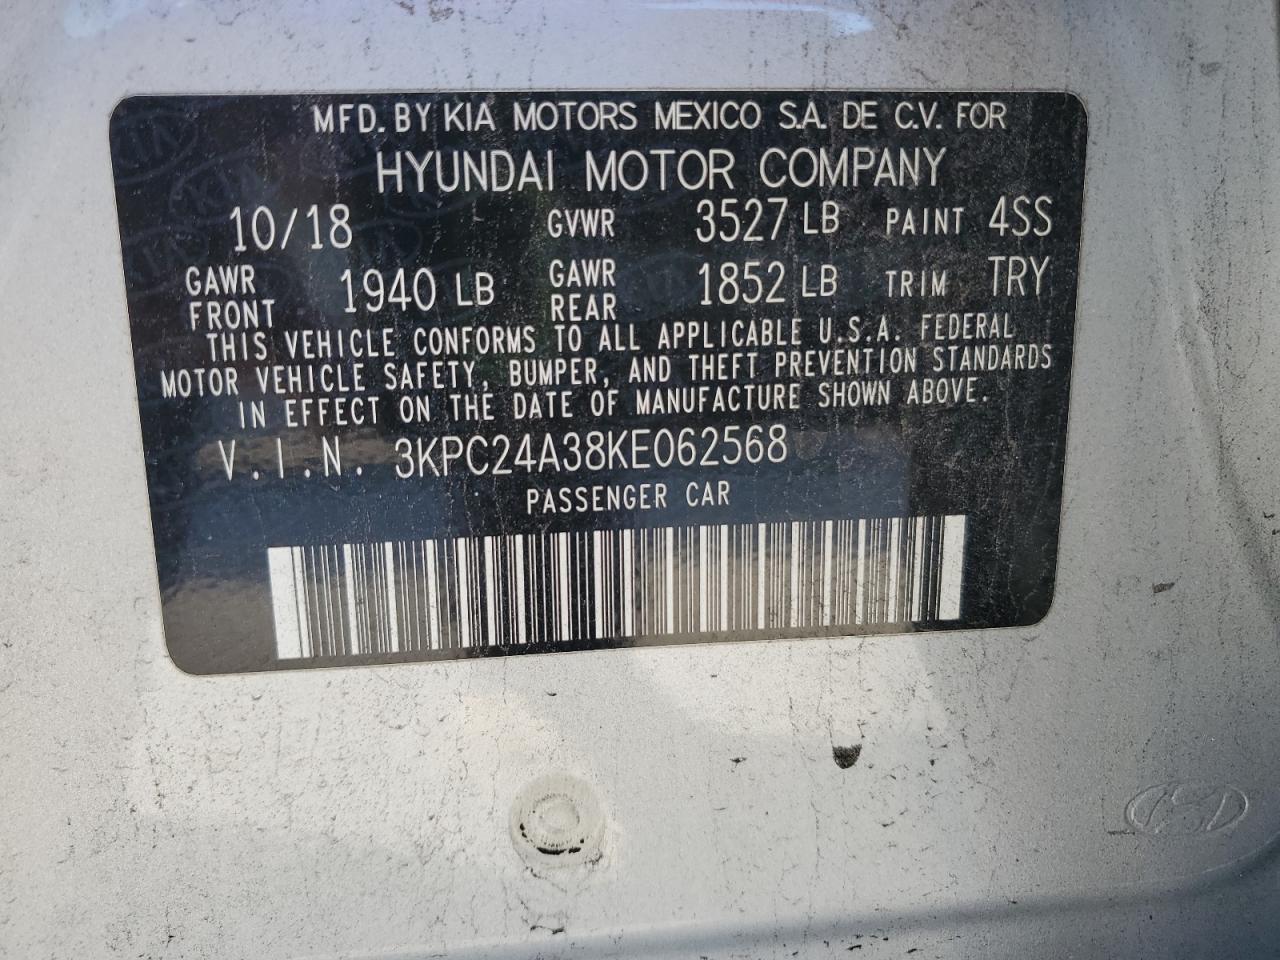 MFD. BY KIA MOTORS MEXICO S.A. DE C.V. FOR
HYUNDAI MOTOR COMPANY
10/18 GVWR 3527 LB PAINT 4SS
GAWR FRONT 1940 LB GAWR REAR 1852 LB TRIM TRY
THIS VEHICLE CONFORMS TO ALL APPLICABLE U.S.A. FEDERAL
MOTOR VEHICLE SAFETY, BUMPER, AND THEFT PREVENTION STANDARDS
IN EFFECT ON THE DATE OF MANUFACTURE SHOWN ABOVE.
V.I.N. 3KPC24A38KE062568
PASSENGER CAR